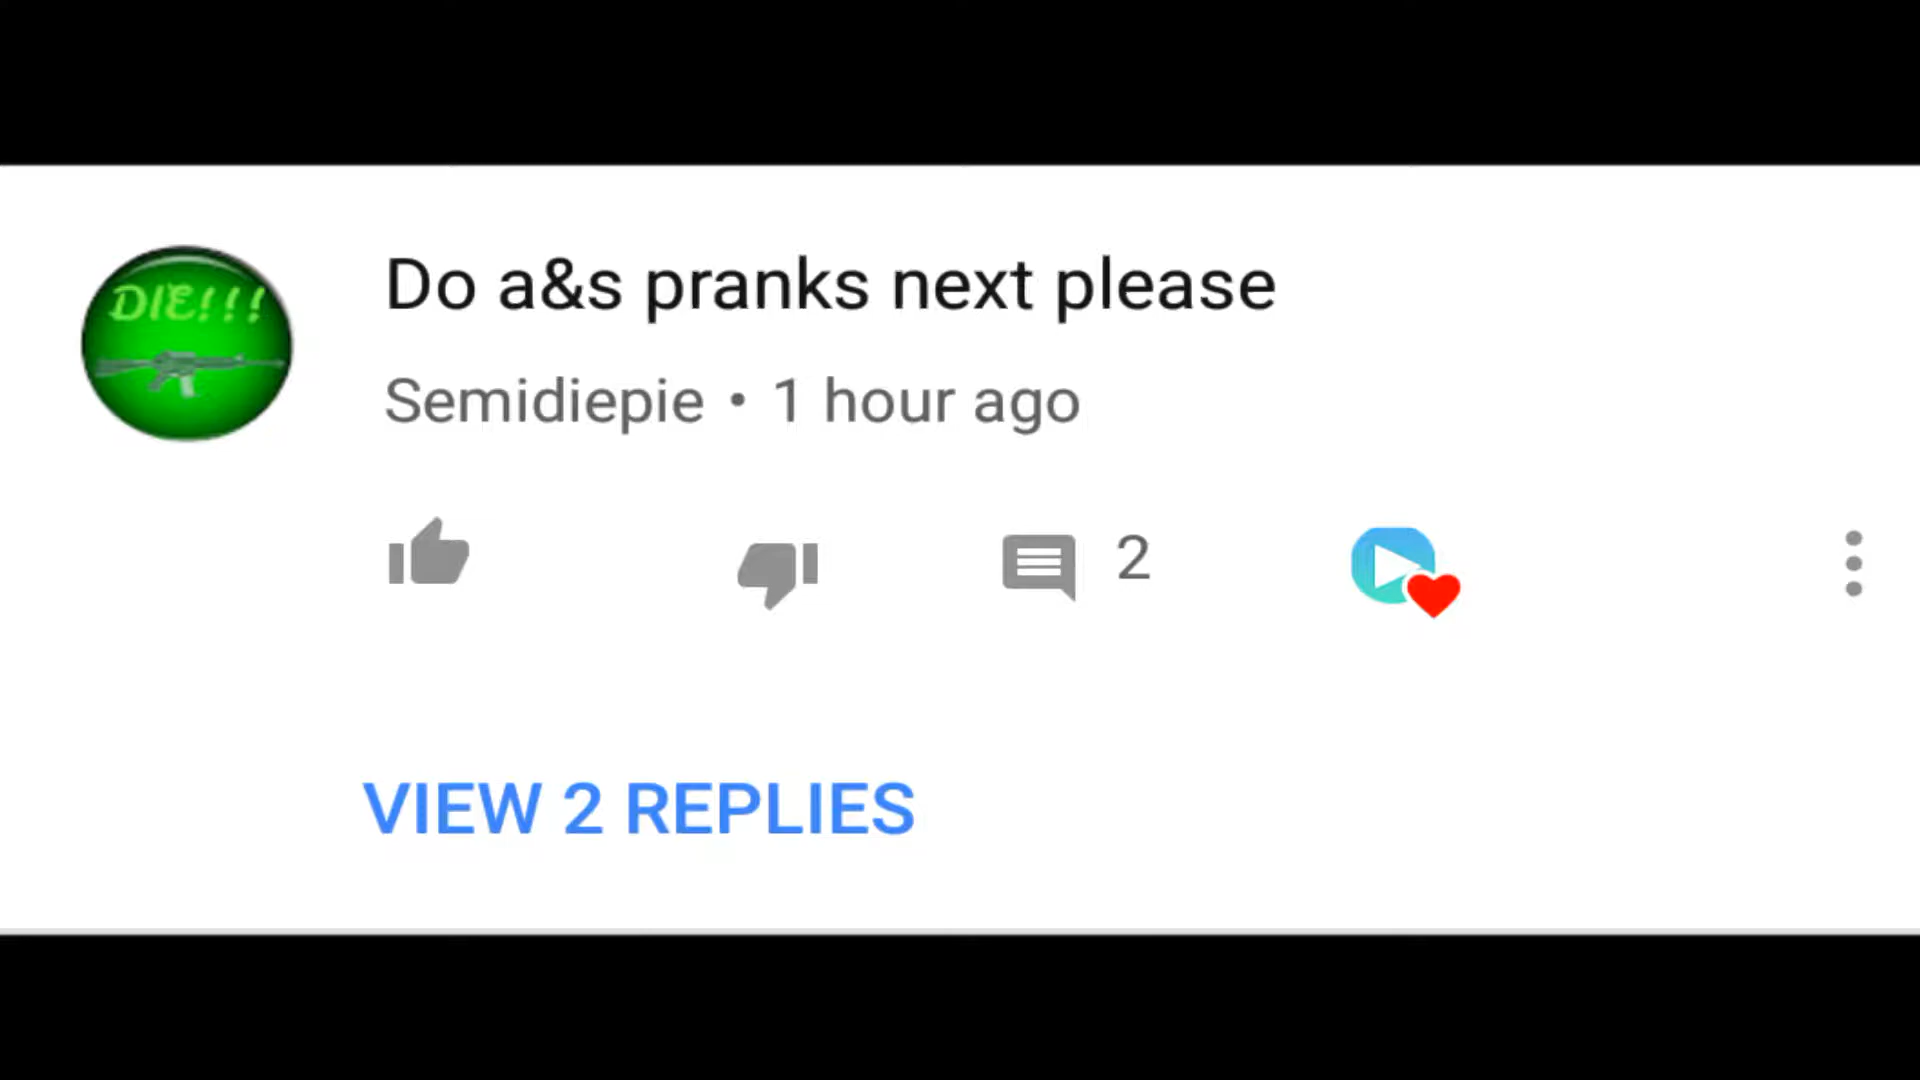 DIE!!!
Do a&s pranks next please
Semidiepie • 1 hour ago
2
VIEW 2 REPLIES